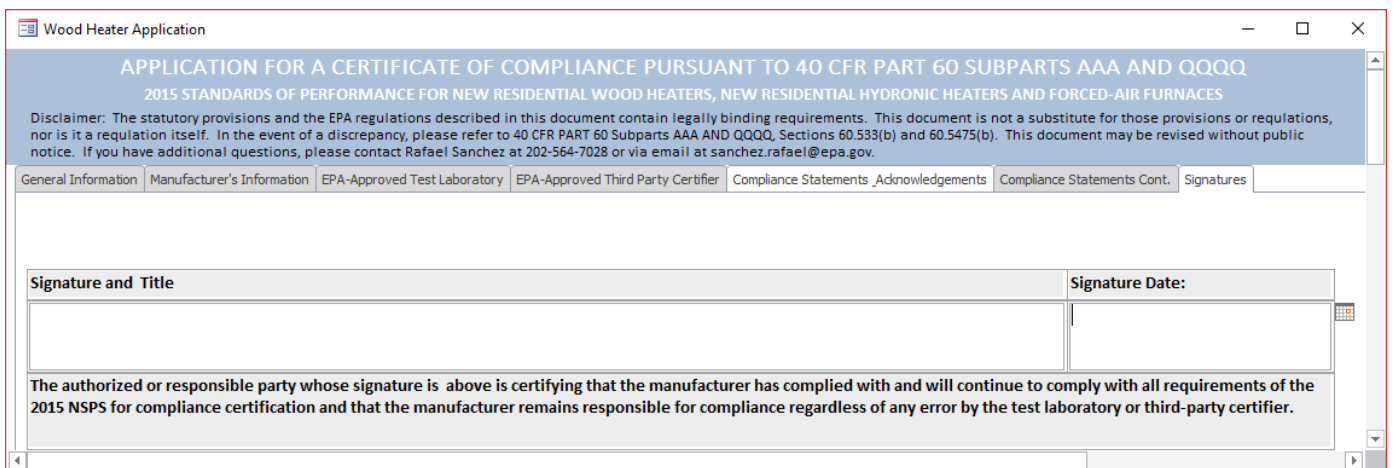 Wood Heater Application
APPLICATION FOR A CERTIFICATE OF COMPLIANCE PURSUANT TO 40 CFR PART 60 SUBPARTS AAA AND QQQQ
2015 STANDARDS OF PERFORMANCE FOR NEW RESIDENTIAL WOOD HEATERS, NEW RESIDENTIAL HYDRONIC HEATERS AND FORCED-AIR FURNACES
Disclaimer: The statutory provisions and the EPA regulations described in this document contain legally binding requirements. This document is not a substitute for those provisions or regulations,
nor is it a regulation itself. In the event of a discrepancy, please refer to 40 CFR PART 60 Subparts AAA AND QQQQ, Sections 60.533(b) and 60.5475(b). This document may be revised without public
notice. If you have additional questions, please contact Rafael Sanchez at 202-564-7028 or via email at sanchez.rafael@epa.gov.
General Information Manufacturer's Information EPA-Approved Test Laboratory EPA-Approved Third Party Certifier Compliance Statements _Acknowledgements Compliance Statements Cont. Signatures
Signature and Title Signature Date:
The authorized or responsible party whose signature is above is certifying that the manufacturer has complied with and will continue to comply with all requirements of the
2015 NSPS for compliance certification and that the manufacturer remains responsible for compliance regardless of any error by the test laboratory or third-party certifier.